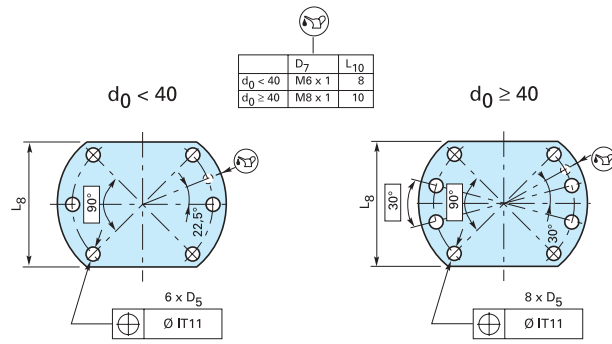 D7 L10
d0 < 40 M6 x 1 8
d0 ≥ 40 M8 x 1 10
d0 < 40
d0 ≥ 40
L8
90°
22,5°
6 x D5
Ø IT11
L8
30°
90°
30°
8 x D5
Ø IT11